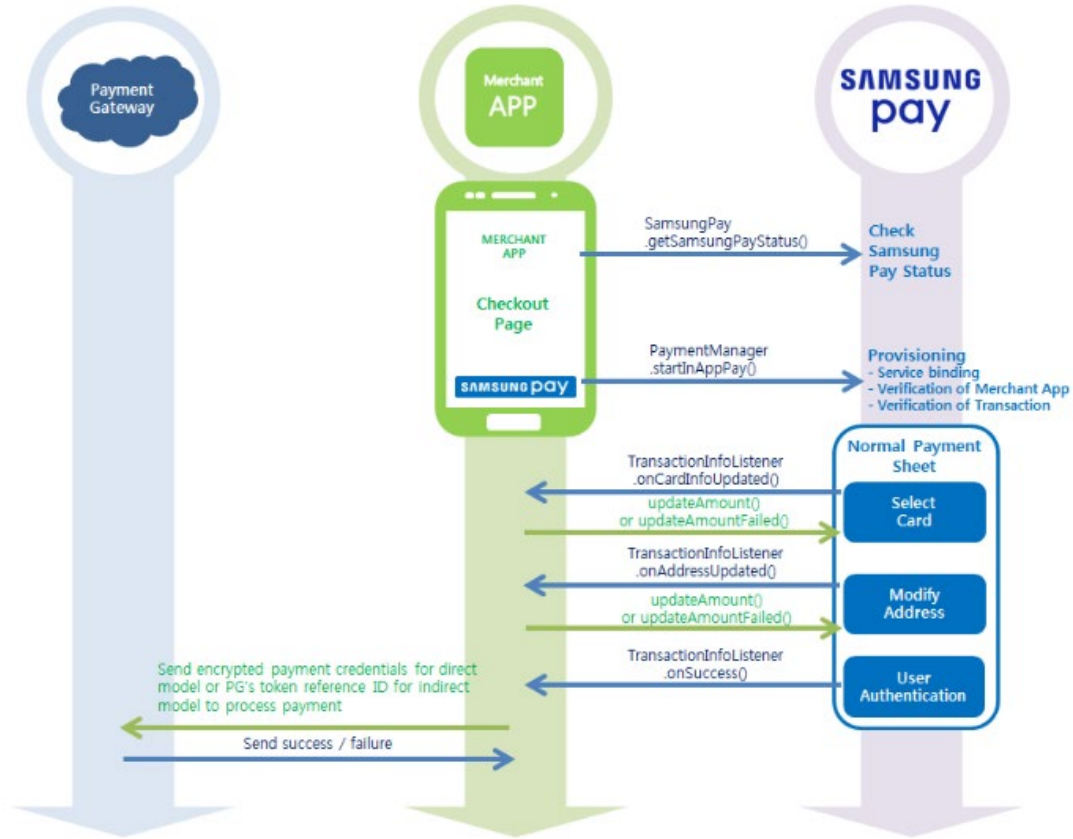 Payment
Gateway
Merchant
APP
SAMSUNG
pay
MERCHANT
APP
Checkout
Page
SAMSUNG pay
SamsungPay
.getSamsungPayStatus()
Check
Samsung
Pay Status
PaymentManager
.startInAppPay()
Provisioning
- Service binding
- Verification of Merchant App
- Verification of Transaction
Normal Payment
Sheet
TransactionInfoListener
.onCardInfoUpdated()
Select
Card
updateAmount()
or updateAmountFailed()
TransactionInfoListener
.onAddressUpdated()
Modify
Address
updateAmount()
or updateAmountFailed()
TransactionInfoListener
.onSuccess()
User
Authentication
Send encrypted payment credentials for direct
model or PG's token reference ID for indirect
model to process payment
Send success / failure